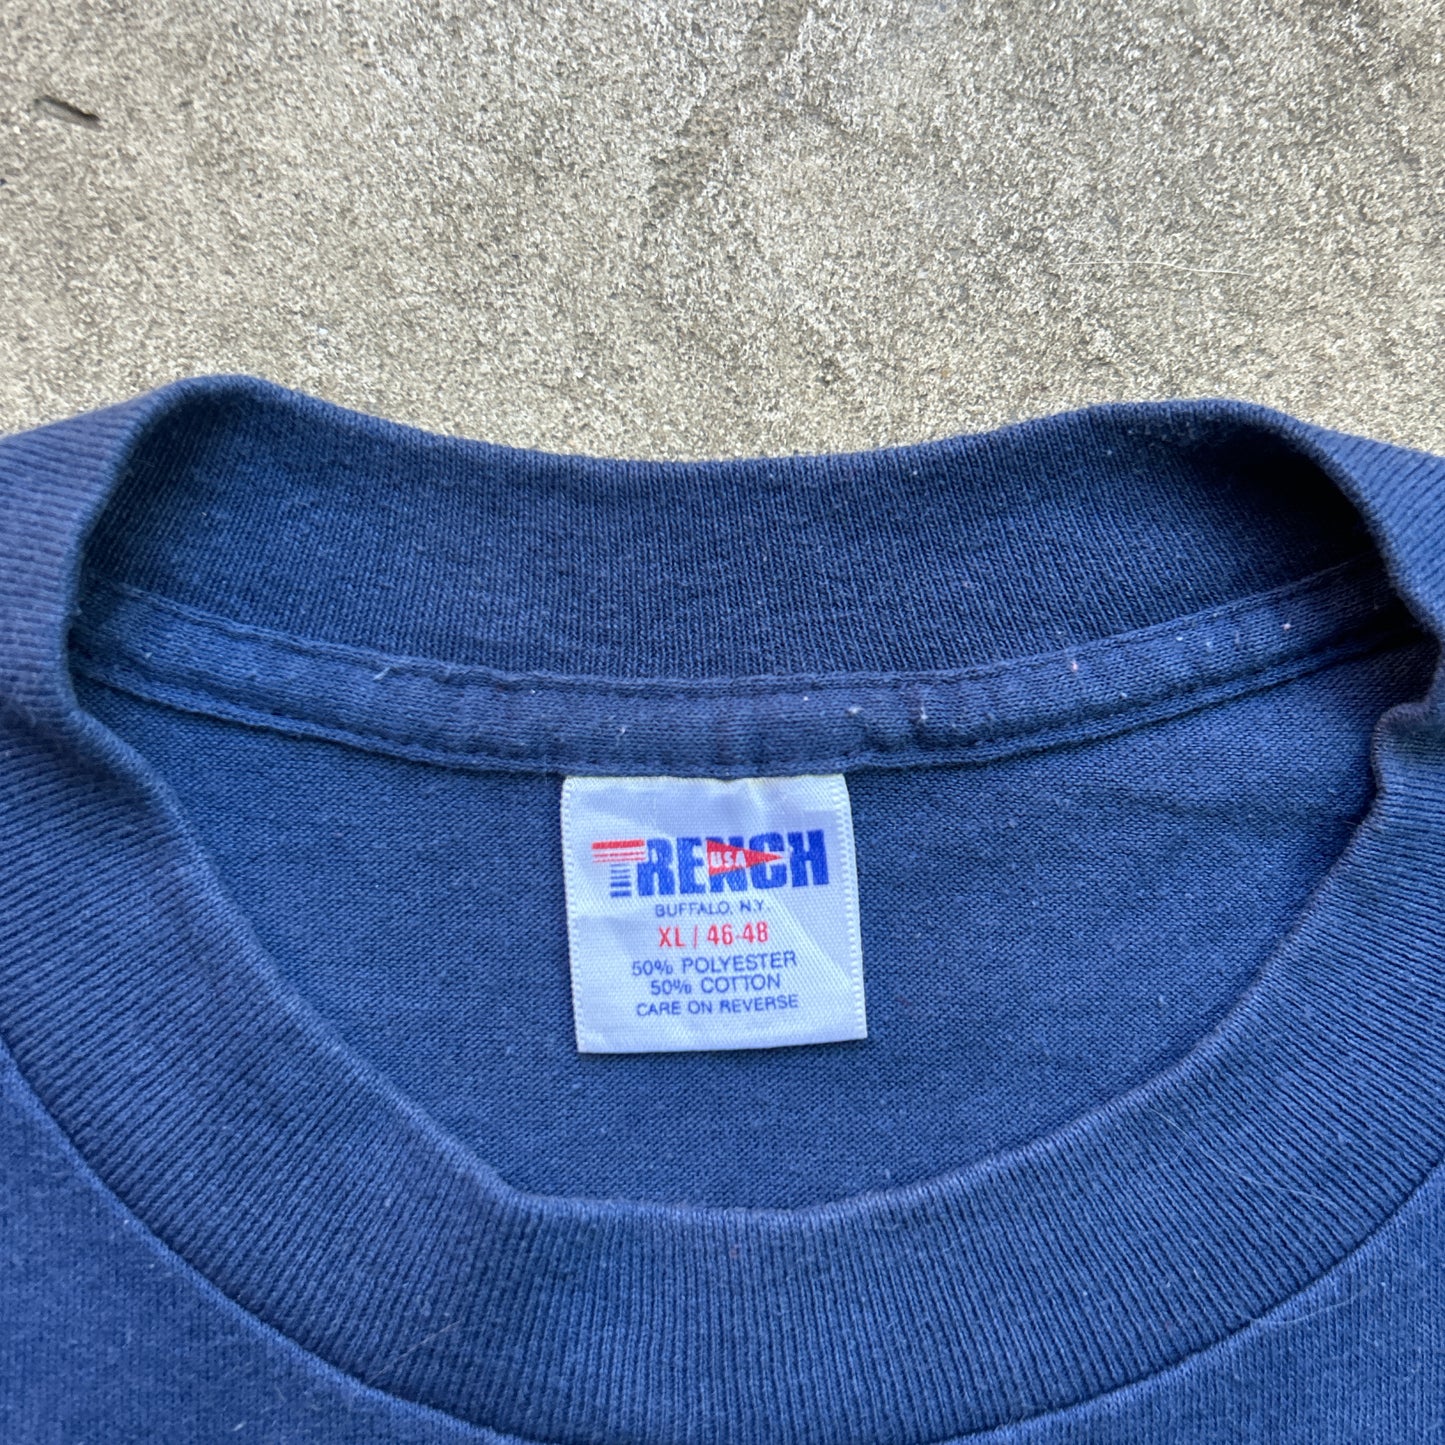 TRENCH
USA
BUFFALO, N.Y.
XL / 46-48
50% POLYESTER
50% COTTON
CARE ON REVERSE